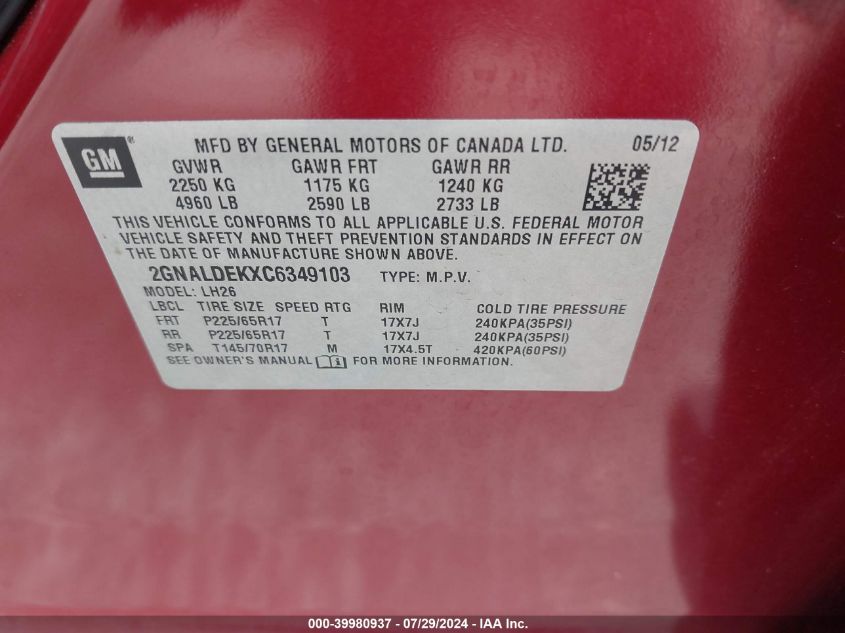 GM ®
MFD BY GENERAL MOTORS OF CANADA LTD. 05/12
GVWR GAWR FRT GAWR RR
2250 KG 1175 KG 1240 KG
4960 LB 2590 LB 2733 LB
THIS VEHICLE CONFORMS TO ALL APPLICABLE U.S. FEDERAL MOTOR
VEHICLE SAFETY AND THEFT PREVENTION STANDARDS IN EFFECT ON
THE DATE OF MANUFACTURE SHOWN ABOVE.
2GNALDEKXC6349103 TYPE: M.P.V.
MODEL: LH26
LBCL TIRE SIZE SPEED RTG RIM COLD TIRE PRESSURE
FRT P225/65R17 T 17X7J 240KPA(35PSI)
RR P225/65R17 T 17X7J 240KPA(35PSI)
SPA T145/70R17 M 17X4.5T 420KPA(60PSI)
SEE OWNER'S MANUAL FOR MORE INFORMATION.
000-39980937 - 07/29/2024 - IAA Inc.